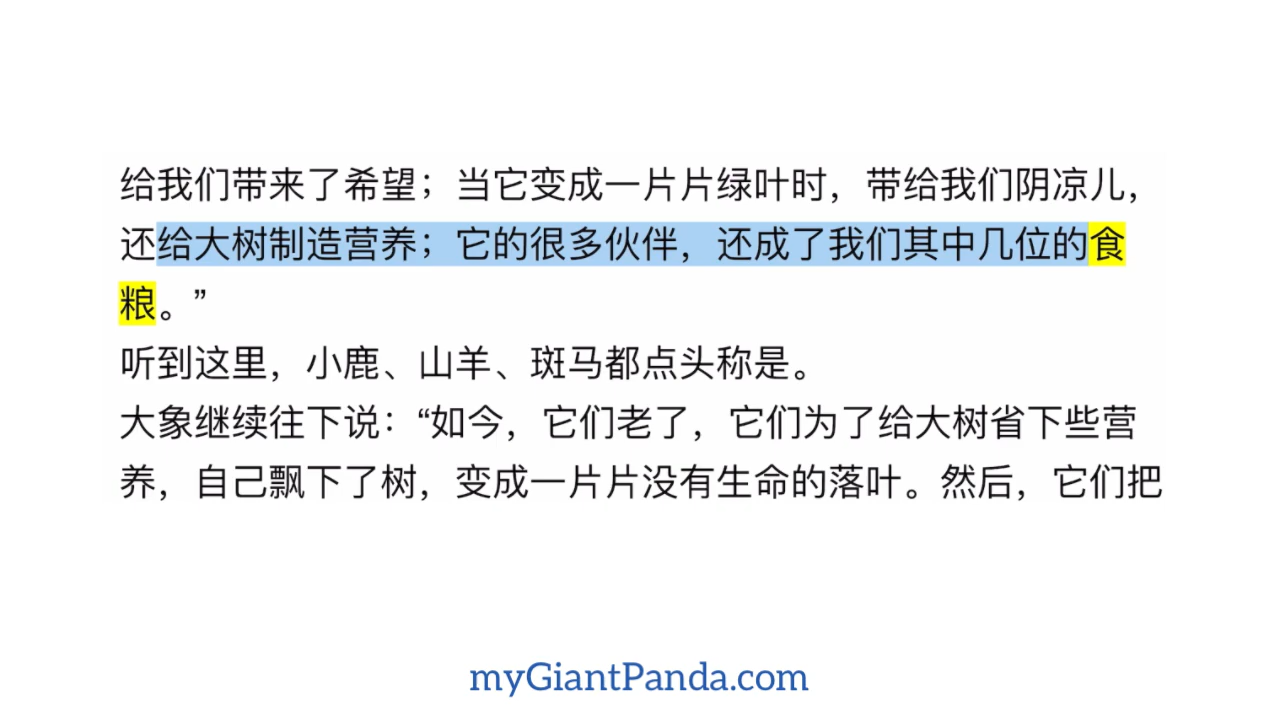 给我们带来了希望；当它变成一片片绿叶时，带给我们阴凉儿，
还给大树制造营养；它的很多伙伴，还成了我们其中几位的食
粮。”
听到这里，小鹿、山羊、斑马都点头称是。
大象继续往下说：“如今，它们老了，它们为了给大树省下些营
养，自己飘下了树，变成一片片没有生命的落叶。然后，它们把
myGiantPanda.com